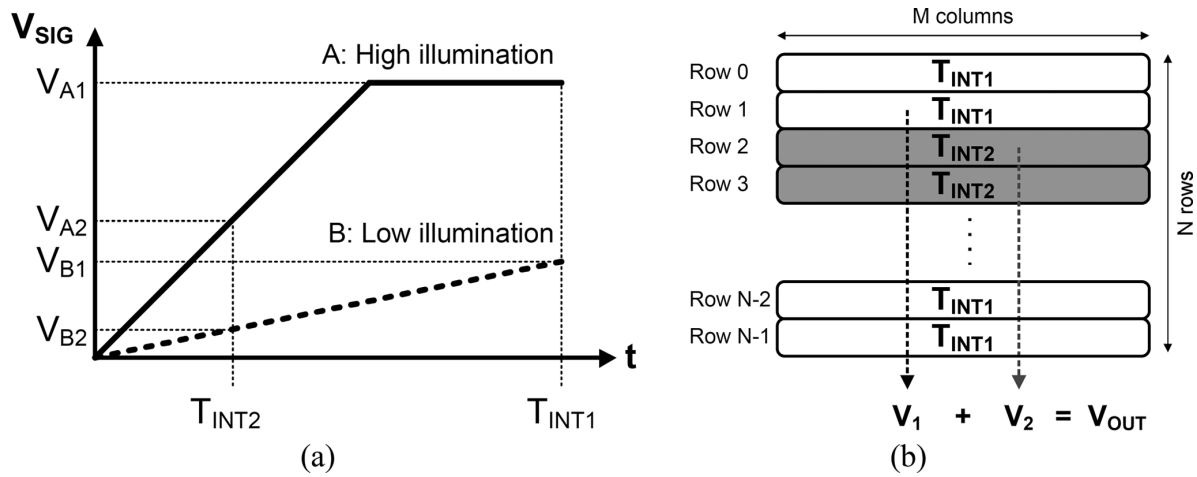 V_SIG
A: High illumination
V_A1
V_A2
B: Low illumination
V_B1
V_B2
t
T_INT2
T_INT1
(a)
M columns
Row 0 T_INT1
Row 1 T_INT1
Row 2 T_INT2
Row 3 T_INT2
N rows
Row N-2 T_INT1
Row N-1 T_INT1
V_1 + V_2 = V_OUT
(b)